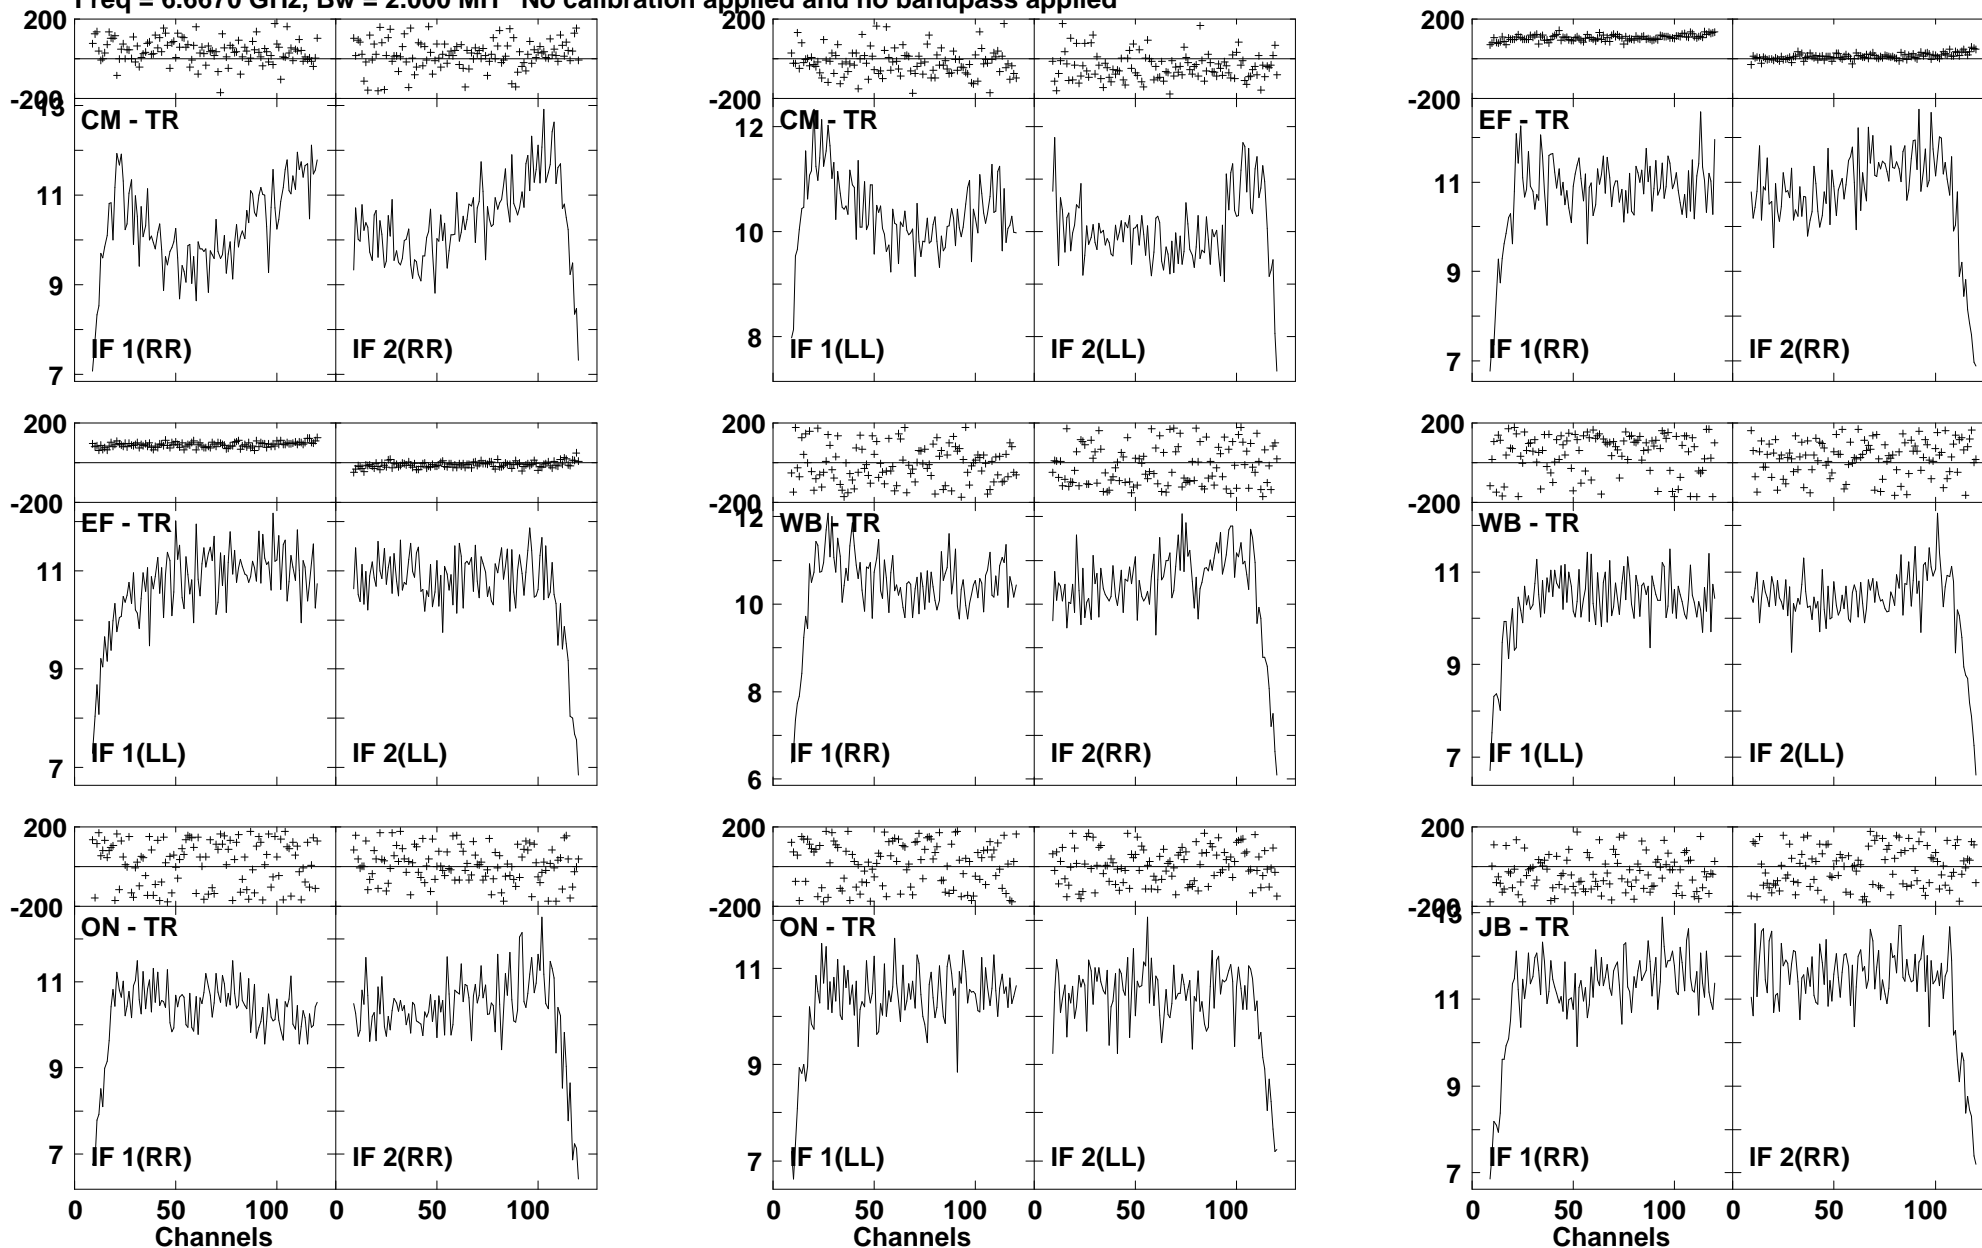 Freq = 6.6670 GHz, Bw = 2.000 MH No calibration applied and no bandpass applied
200 200
-200 -200
13
CM - TR CM - TR EF - TR
12
11 11
10
9 9
8
7 7
IF 1(RR) IF 2(RR) IF 1(LL) IF 2(LL) IF 1(RR) IF 2(RR)
200 200 200
-200 -200
12
EF - TR WB - TR WB - TR
11 11
10
9 9
8
7 7
6
IF 1(LL) IF 2(LL) IF 1(RR) IF 2(RR) IF 1(LL) IF 2(LL)
200 200
-200 -200
13
ON - TR ON - TR JB - TR
11 11 11
9 9 9
7 7 7
IF 1(RR) IF 2(RR) IF 1(LL) IF 2(LL) IF 1(RR) IF 2(RR)
0 50 100 0 50 100 0 50 100 0 50 100 0 50 100 0 50 100
Channels Channels Channels